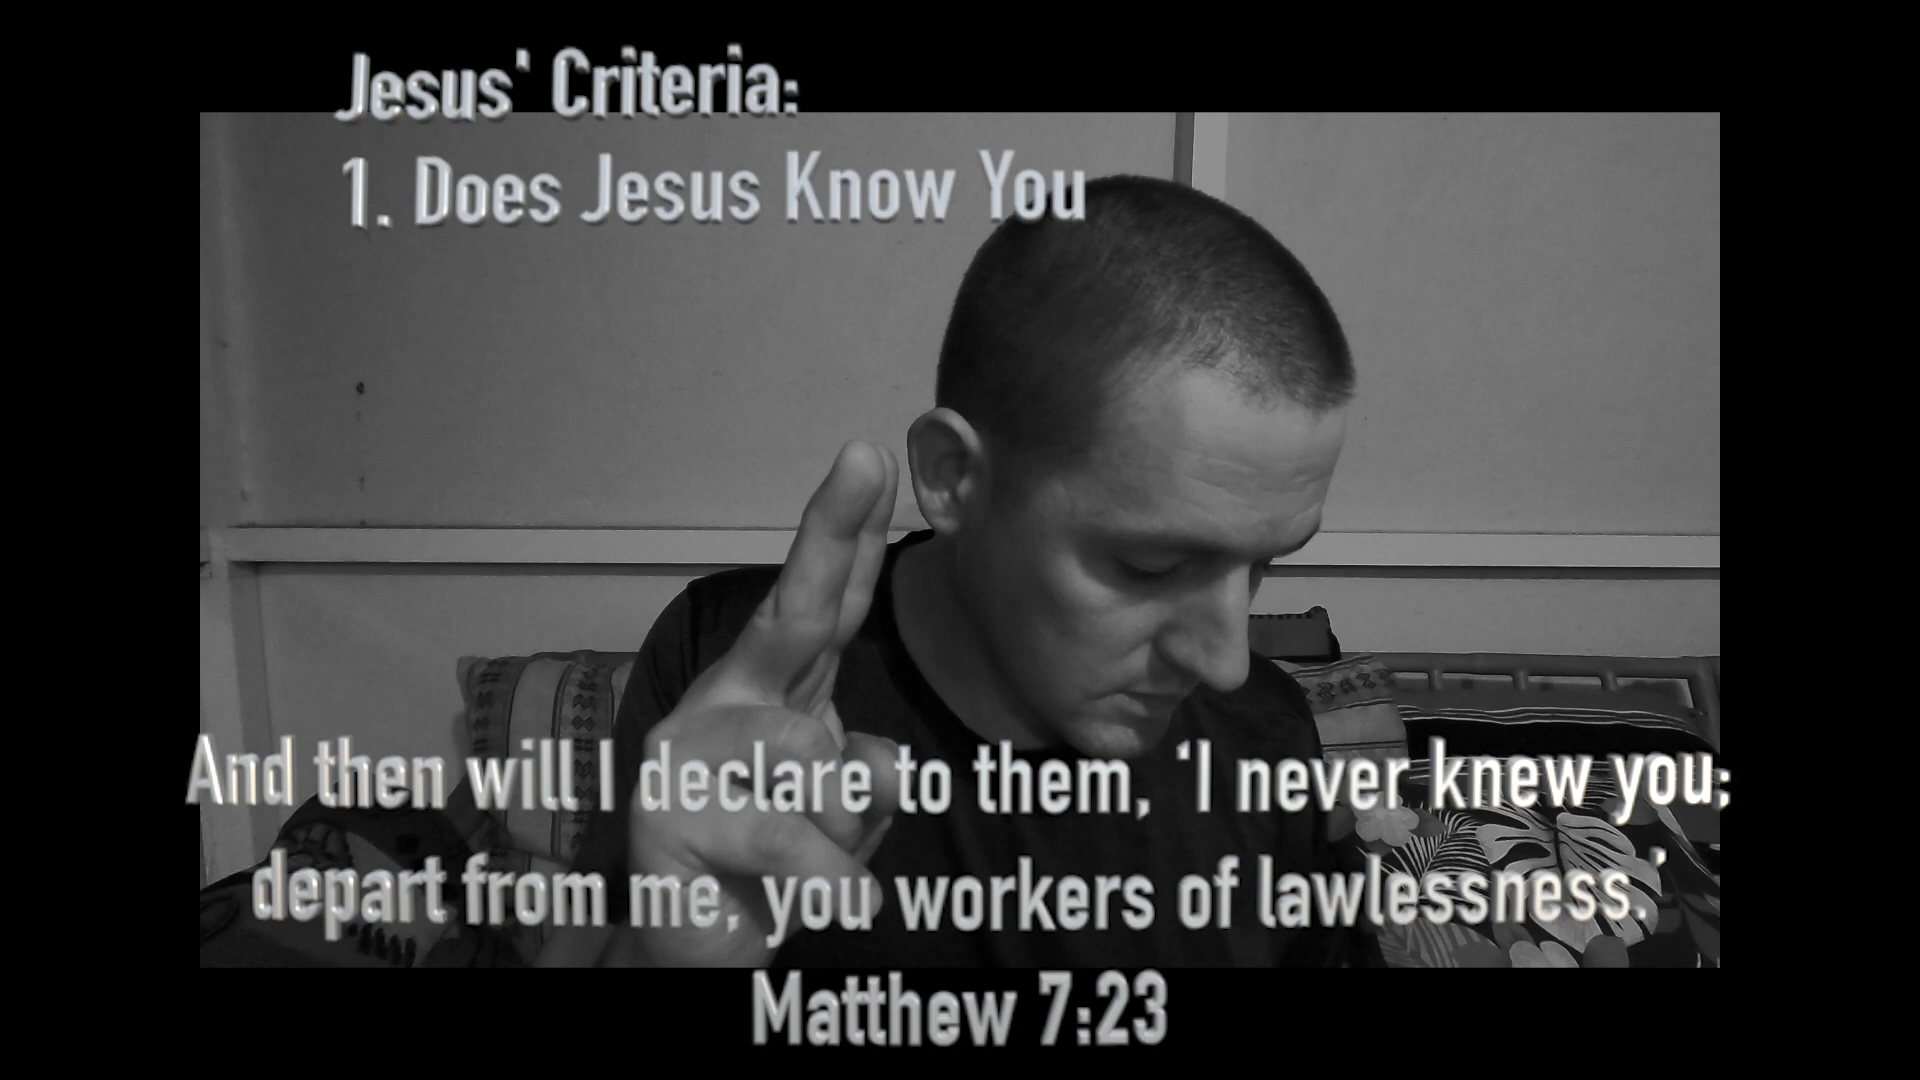 Jesus' Criteria:
1. Does Jesus Know You
And then will I declare to them, ‘I never knew you;
depart from me, you workers of lawlessness.’
Matthew 7:23